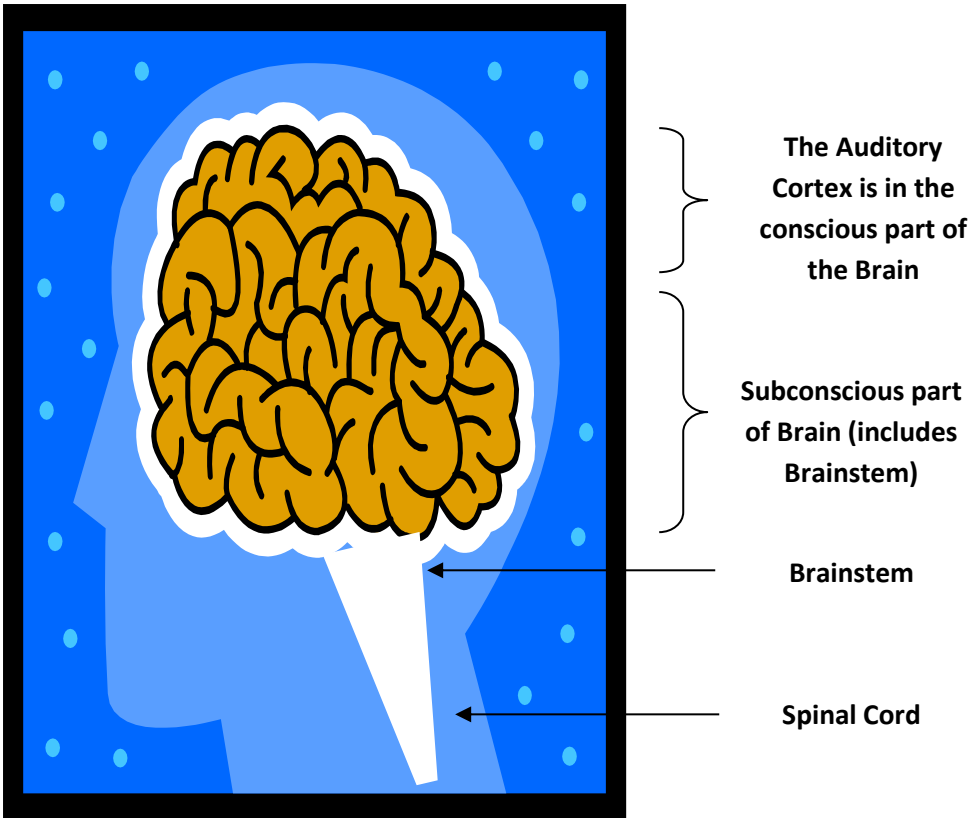 The Auditory
Cortex is in the
conscious part of
the Brain
Subconscious part
of Brain (includes
Brainstem)
Brainstem
Spinal Cord